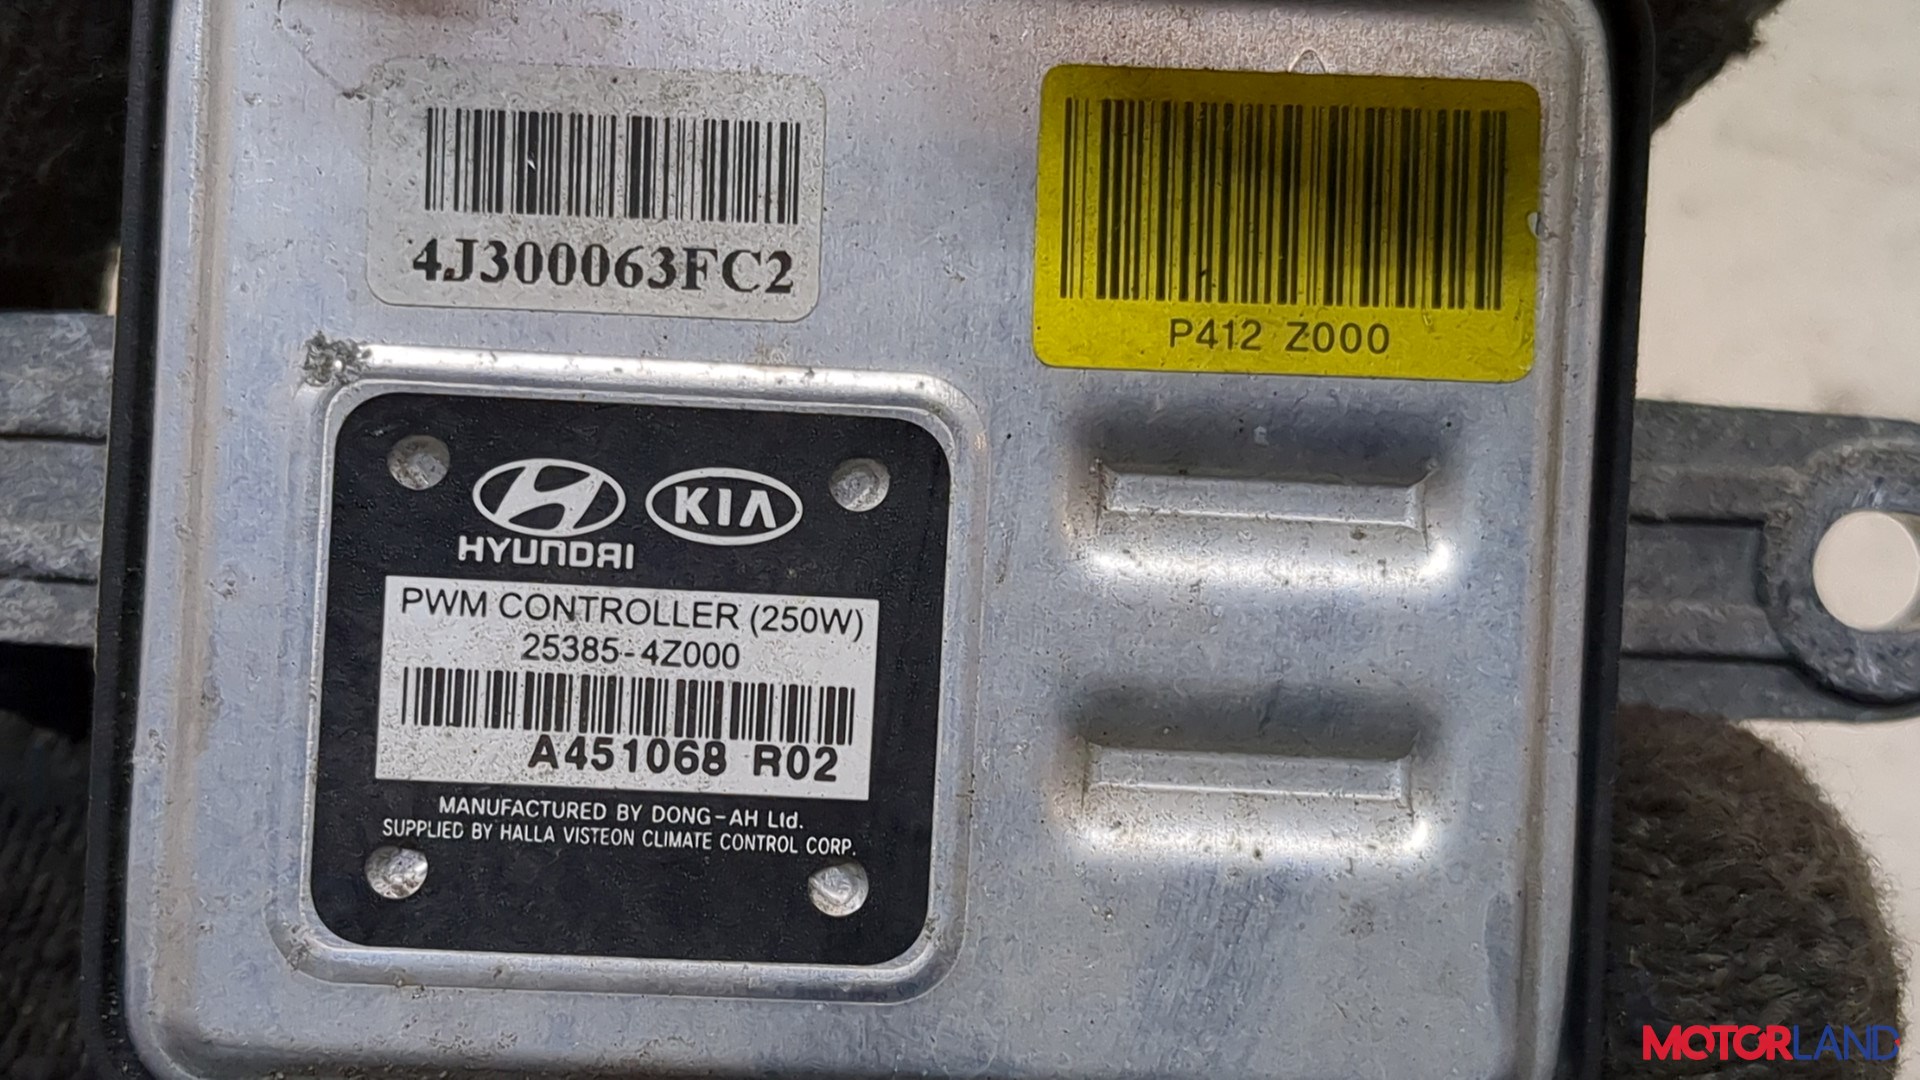 4J300063FC2
P412 Z000
HYUNDAI
KIA
PWM CONTROLLER (250W)
25385-4Z000
A451068 R02
MANUFACTURED BY DONG-AH Ltd.
SUPPLIED BY HALLA VISTEON CLIMATE CONTROL CORP.
MOTORLAND